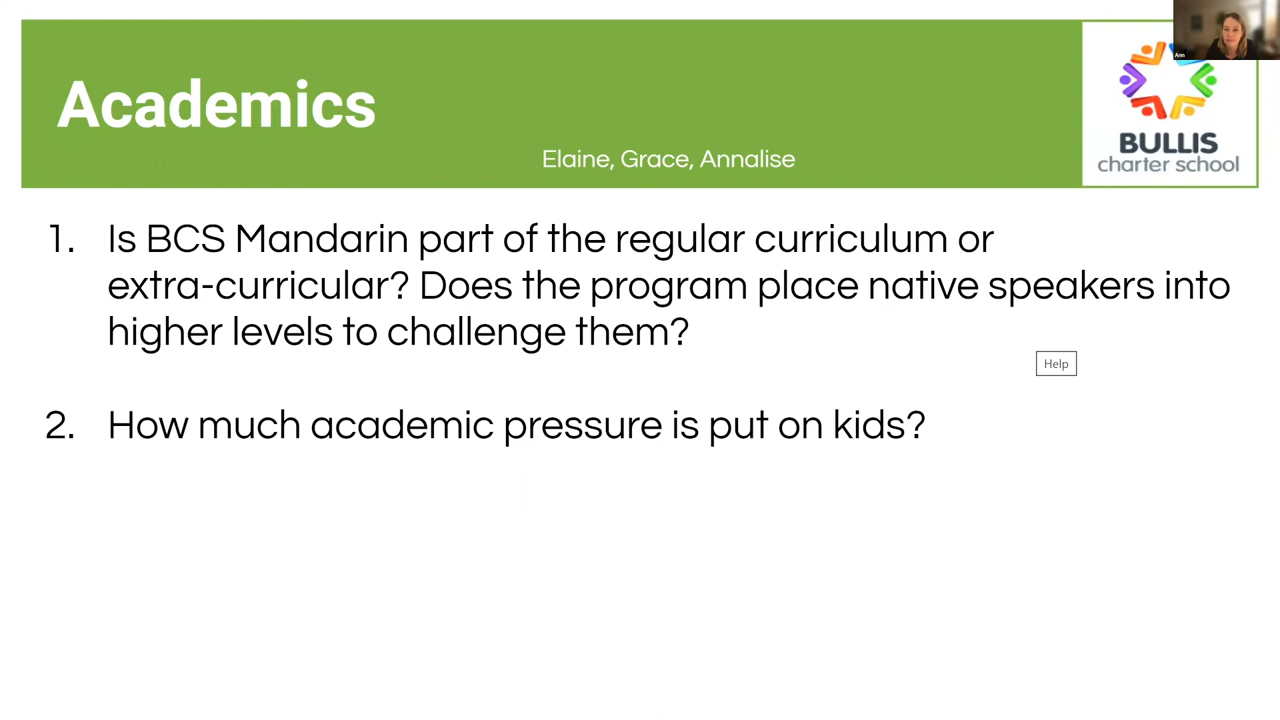 Academics
Elaine, Grace, Annalise
Ann
BULLIS
charter school
1. Is BCS Mandarin part of the regular curriculum or
extra-curricular? Does the program place native speakers into
higher levels to challenge them?
Help
2. How much academic pressure is put on kids?